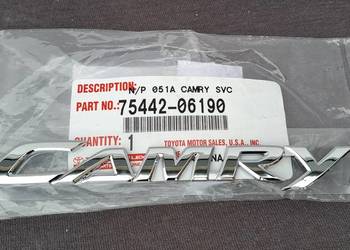 DESCRIPTION:
N/P 051A CAMRY SVC
PART NO.: 75442-06190
QUANTITY: 1
TOYOTA MOTOR SALES, U.S.A., INC
CAMRY